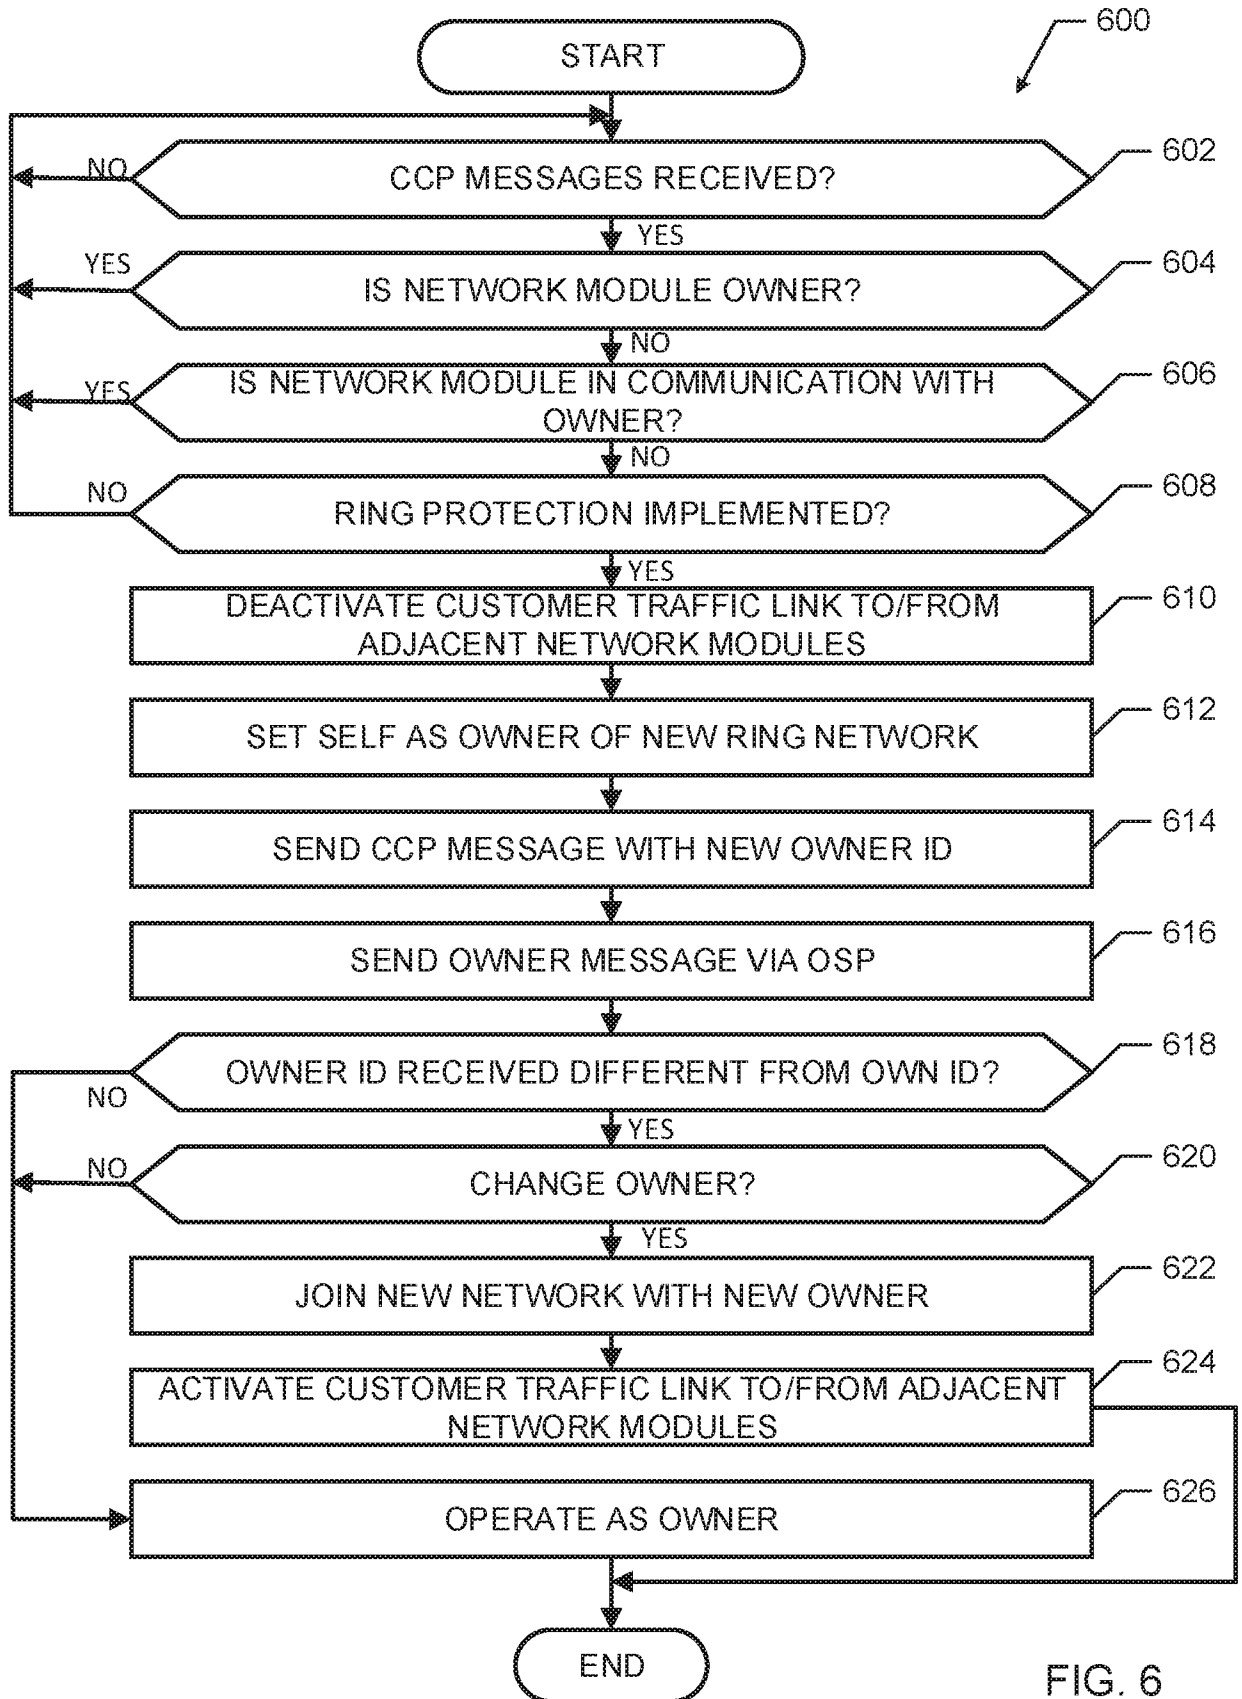 600
START
NO
CCP MESSAGES RECEIVED?
602
YES
YES
IS NETWORK MODULE OWNER?
604
NO
YES
IS NETWORK MODULE IN COMMUNICATION WITH
OWNER?
606
NO
NO
RING PROTECTION IMPLEMENTED?
608
YES
DEACTIVATE CUSTOMER TRAFFIC LINK TO/FROM
ADJACENT NETWORK MODULES
610
SET SELF AS OWNER OF NEW RING NETWORK
612
SEND CCP MESSAGE WITH NEW OWNER ID
614
SEND OWNER MESSAGE VIA OSP
616
OWNER ID RECEIVED DIFFERENT FROM OWN ID?
618
NO
YES
NO
CHANGE OWNER?
620
YES
JOIN NEW NETWORK WITH NEW OWNER
622
ACTIVATE CUSTOMER TRAFFIC LINK TO/FROM ADJACENT
NETWORK MODULES
624
OPERATE AS OWNER
626
END
FIG. 6